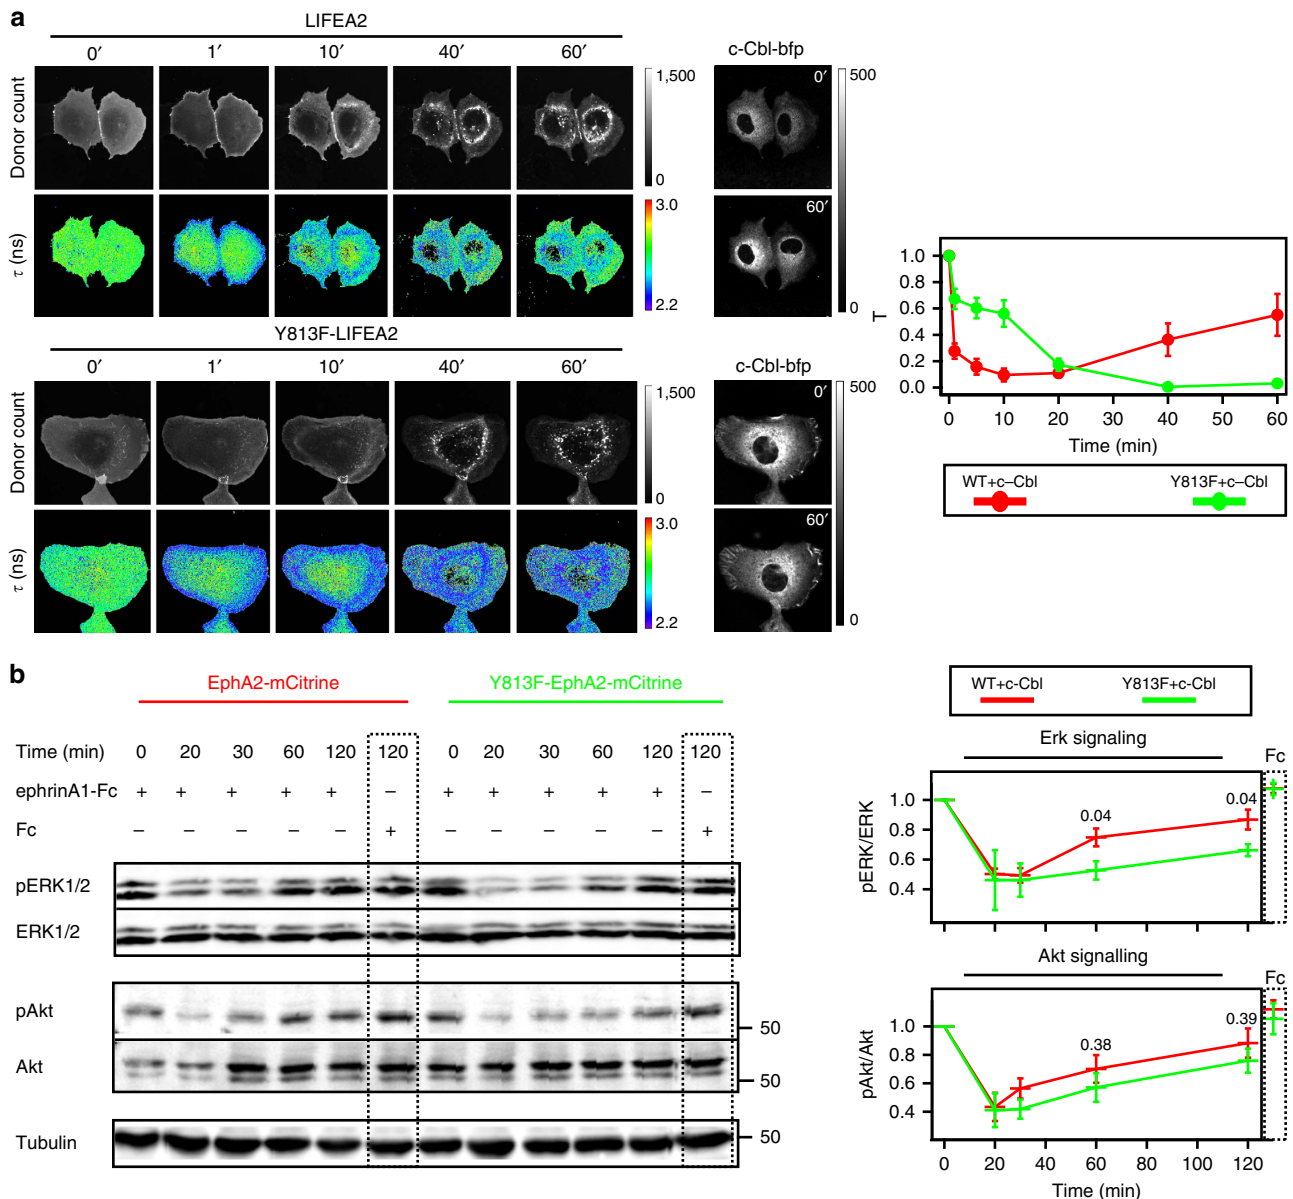 a
LIFEA2
0′ 1′ 10′ 40′ 60′
c-Cbl-bfp
Donor count
1,500
0
0′
500
τ (ns)
3.0
2.2
60′
0
Y813F-LIFEA2
0′ 1′ 10′ 40′ 60′
c-Cbl-bfp
Donor count
1,500
0
0′
500
τ (ns)
3.0
2.2
60′
0
T
1.0
0.8
0.6
0.4
0.2
0.0
0 10 20 30 40 50 60
Time (min)
WT+c–Cbl Y813F+c–Cbl
b
EphA2-mCitrine Y813F-EphA2-mCitrine
Time (min) 0 20 30 60 120 120 0 20 30 60 120 120
ephrinA1-Fc + + + + + – + + + + + –
Fc – – – – – + – – – – – +
pERK1/2
ERK1/2
pAkt
50
Akt
50
Tubulin
50
WT+c-Cbl Y813F+c-Cbl
Erk signaling
Fc
pERK/ERK
1.0
0.8
0.6
0.4
0.04
0.04
Akt signalling
Fc
pAkt/Akt
1.0
0.8
0.6
0.4
0.38
0.39
0 20 40 60 80 100 120
Time (min)